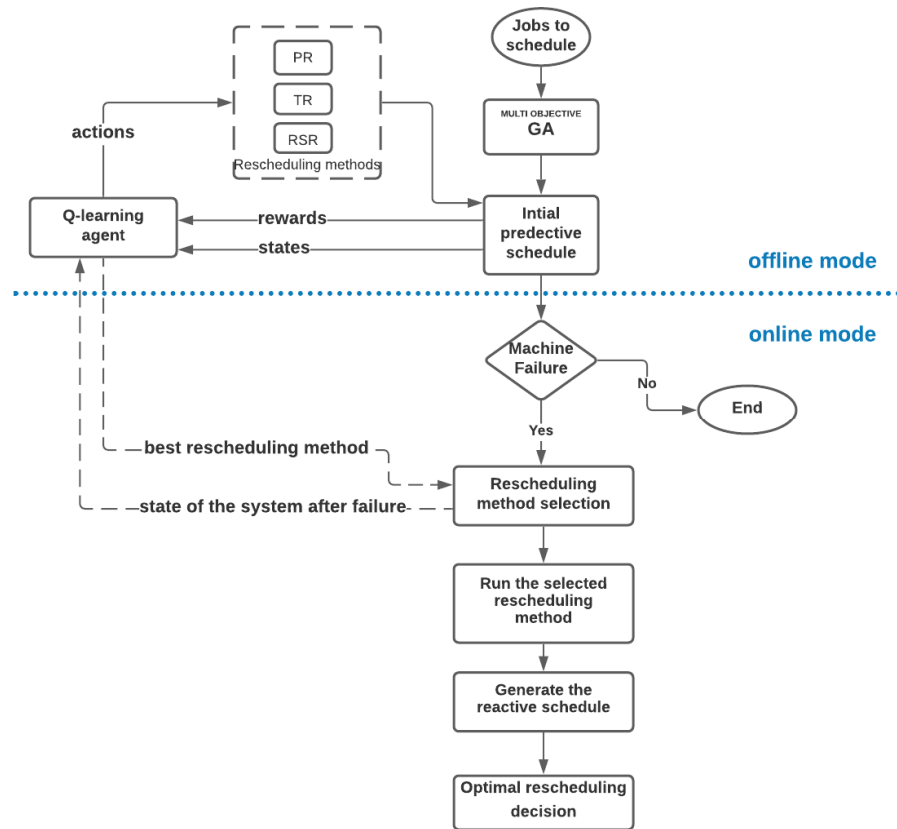 Jobs to
schedule
PR
TR
RSR
Rescheduling methods
MULTI OBJECTIVE
GA
actions
Q-learning
agent
rewards
states
Intial
predective
schedule
offline mode
online mode
Machine
Failure
No
End
Yes
best rescheduling method
state of the system after failure
Rescheduling
method selection
Run the selected
rescheduling
method
Generate the
reactive schedule
Optimal rescheduling
decision